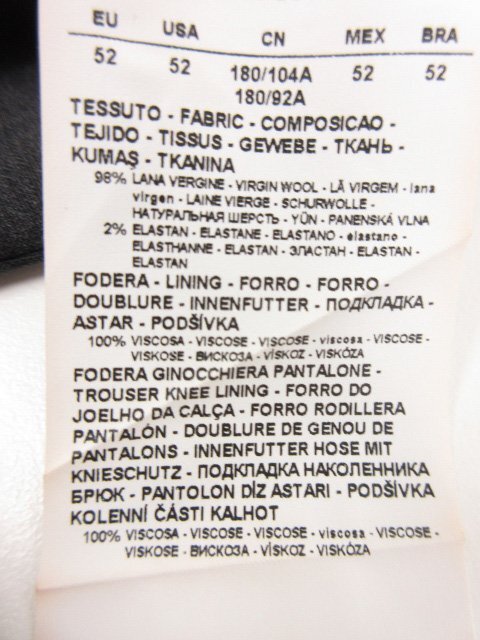 EU USA CN MEX BRA
52 52 180/104A 52 52
180/92A
TESSUTO - FABRIC - COMPOSICAO -
TEJIDO - TISSUS - GEWEBE - ТКАНЬ -
KUMAŞ - TKANINA
98% LANA VERGINE - VIRGIN WOOL - LÃ VIRGEM - lana
virgen - LAINE VIERGE - SCHURWOLLE -
НАТУРАЛЬНАЯ ШЕРСТЬ - YÜN - PANENSKÁ VLNA
2% ELASTAN - ELASTANE - ELASTANO - elastano -
ELASTHANNE - ELASTAN - ЭЛАСТАН - ELASTAN -
ELASTAN
FODERA - LINING - FORRO - FORRO -
DOUBLURE - INNENFUTTER - ПОДКЛАДКА -
ASTAR - PODŠÍVKA
100% VISCOSA - VISCOSE - VISCOSE - viscosa - VISCOSE -
VISKOSE - ВИСКОЗА - VİSKOZ - VISKÓZA
FODERA GINOCCHIERA PANTALONE -
TROUSER KNEE LINING - FORRO DO
JOELHO DA CALÇA - FORRO RODILLERA
PANTALÓN - DOUBLURE DE GENOU DE
PANTALONS - INNENFUTTER HOSE MIT
KNIESCHUTZ - ПОДКЛАДКА НАКОЛЕННИКА
БРЮК - PANTOLON DİZ ASTARI - PODŠÍVKA
KOLENNÍ ČÁSTI KALHOT
100% VISCOSA - VISCOSE - VISCOSE - viscosa - VISCOSE -
VISKOSE - ВИСКОЗА - VİSKOZ - VISKÓZA